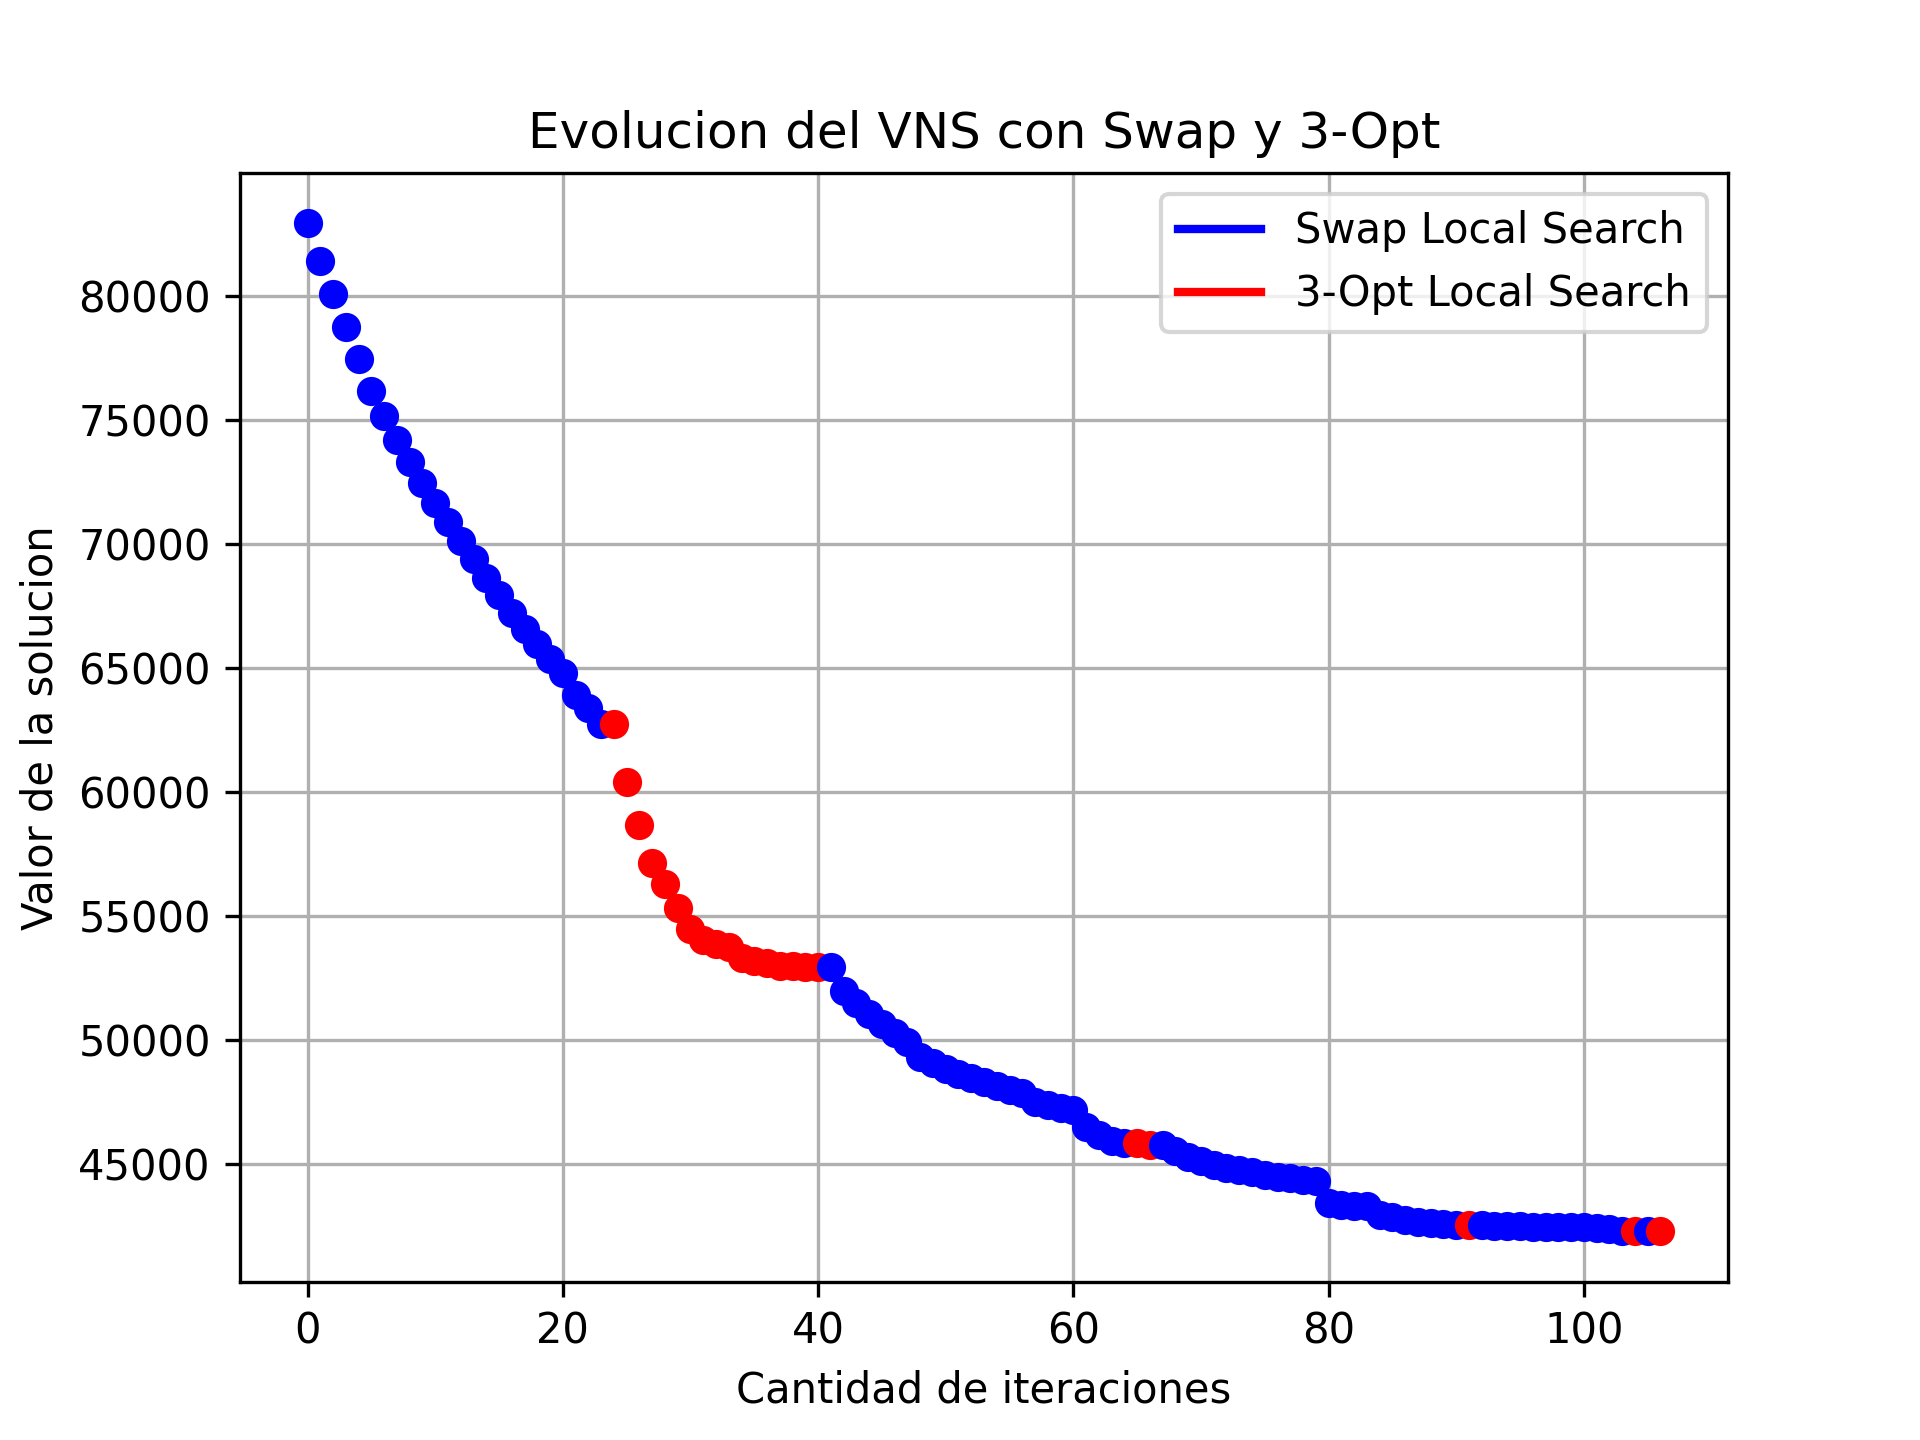 Evolucion del VNS con Swap y 3-Opt
Swap Local Search
3-Opt Local Search
Valor de la solucion
80000
75000
70000
65000
60000
55000
50000
45000
0 20 40 60 80 100
Cantidad de iteraciones